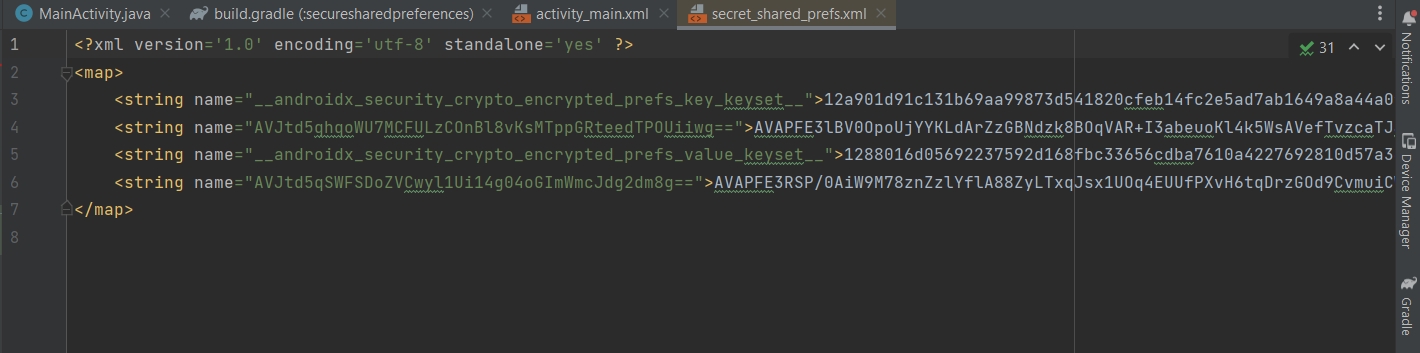 MainActivity.java build.gradle (:securesharedpreferences) activity_main.xml secret_shared_prefs.xml
1 <?xml version='1.0' encoding='utf-8' standalone='yes' ?>
31
2 <map>
3 <string name="__androidx_security_crypto_encrypted_prefs_key_keyset__">12a901d91c131b69aa99873d541820cfeb14fc2e5ad7ab1649a8a44a0
4 <string name="AVJtd5qhqoWU7MCFULzCOnBl8vKsMTppGRteedTPOUiiwg==">AVAPFE3lBV0OpoUjYYKLdArZzGBNdzk8BOqVAR+I3abeuoKl4k5WsAVefTvzcaTJ
5 <string name="__androidx_security_crypto_encrypted_prefs_value_keyset__">1288016d05692237592d168fbc33656cdba7610a4227692810d57a3
6 <string name="AVJtd5qSWFSDoZVCwyl1Ui14g04oGImWmcJdg2dm8g==">AVAPFE3RSP/0AiW9M78znZzlYflA88ZyLTxqJsx1UOq4EUUfPXvH6tqDrzGOd9CvmuiC
7 </map>
8
Notifications
Device Manager
Gradle